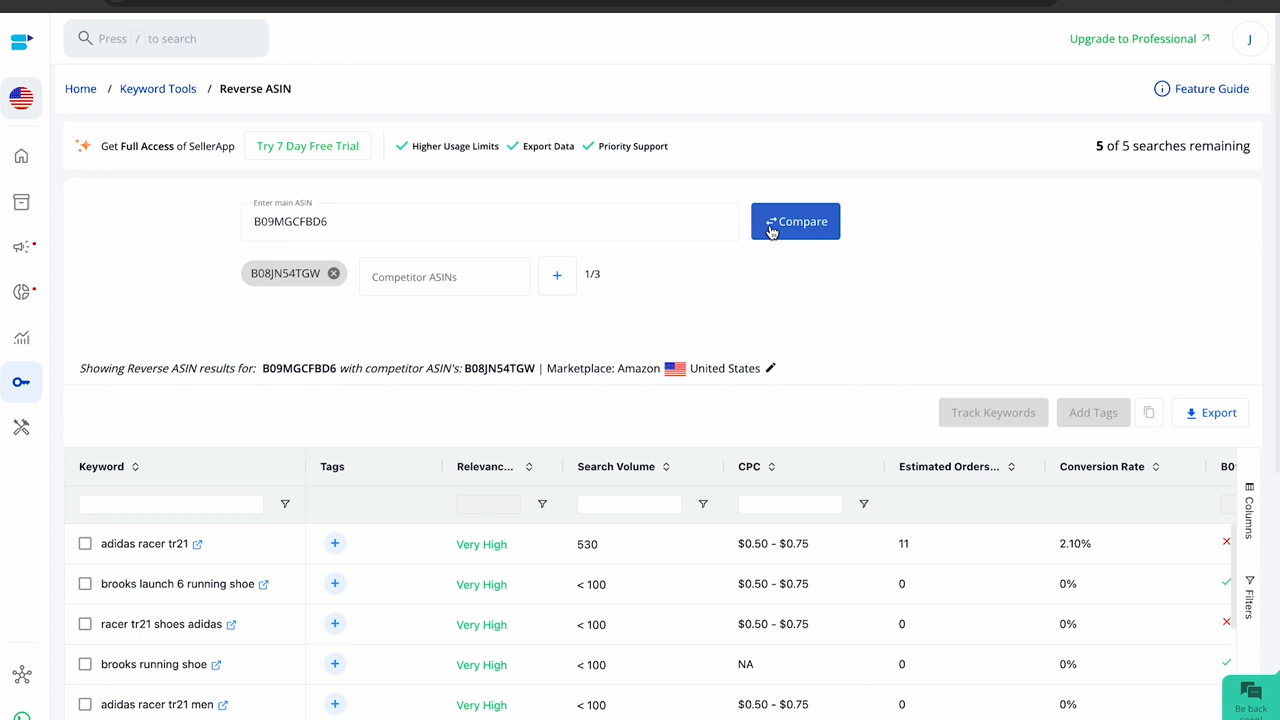 Press / to search
Upgrade to Professional
J
Home / Keyword Tools / Reverse ASIN
Feature Guide
Get Full Access of SellerApp
Try 7 Day Free Trial
Higher Usage Limits
Export Data
Priority Support
5 of 5 searches remaining
Enter main ASIN
B09MGCFBD6
Compare
B08JN54TGW
Competitor ASINs
+
1/3
Showing Reverse ASIN results for: B09MGCFBD6 with competitor ASIN's: B08JN54TGW | Marketplace: Amazon United States
Track Keywords
Add Tags
Export
Keyword Tags Relevanc... Search Volume CPC Estimated Orders... Conversion Rate B09
adidas racer tr21 + Very High 530 $0.50 - $0.75 11 2.10%
brooks launch 6 running shoe + Very High < 100 $0.50 - $0.75 0 0%
racer tr21 shoes adidas + Very High < 100 $0.50 - $0.75 0 0%
brooks running shoe + Very High < 100 NA 0 0%
adidas racer tr21 men + Very High < 100 $0.50 - $0.75 0 0%
Columns
Filters
Be back